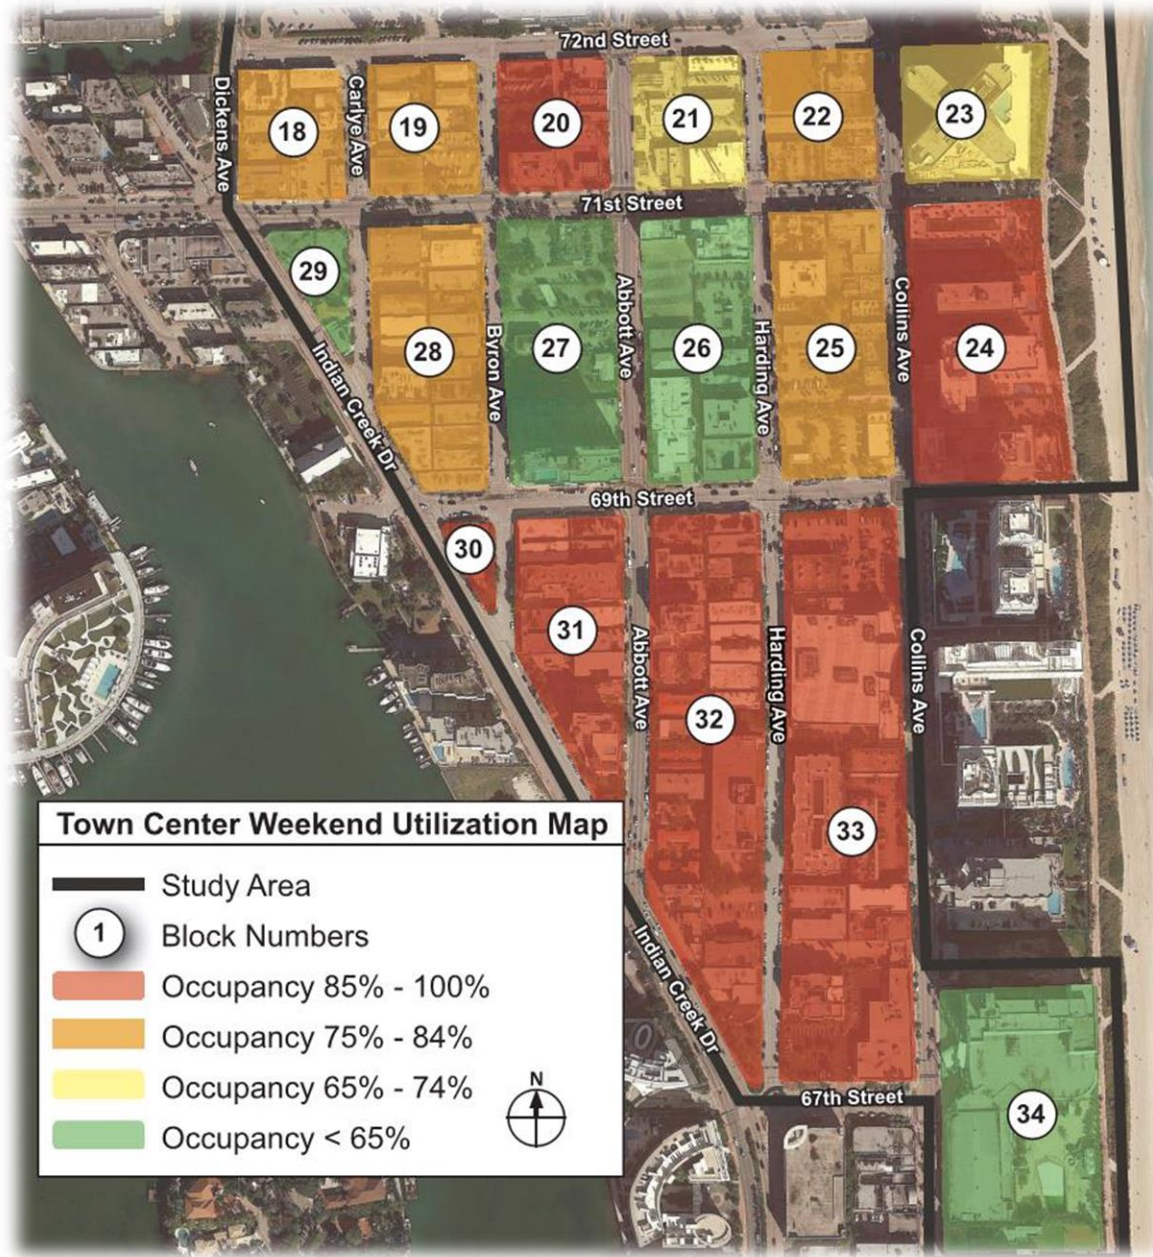 72nd Street
Dickens Ave
Carlye Ave
18
19
20
21
22
23
71st Street
29
28
27
26
25
24
Byron Ave
Abbott Ave
Harding Ave
Collins Ave
Indian Creek Dr
69th Street
30
31
32
33
Abbott Ave
Harding Ave
Collins Ave
Indian Creek Dr
67th Street
34
Town Center Weekend Utilization Map
Study Area
1 Block Numbers
Occupancy 85% - 100%
Occupancy 75% - 84%
Occupancy 65% - 74%
Occupancy < 65%
N